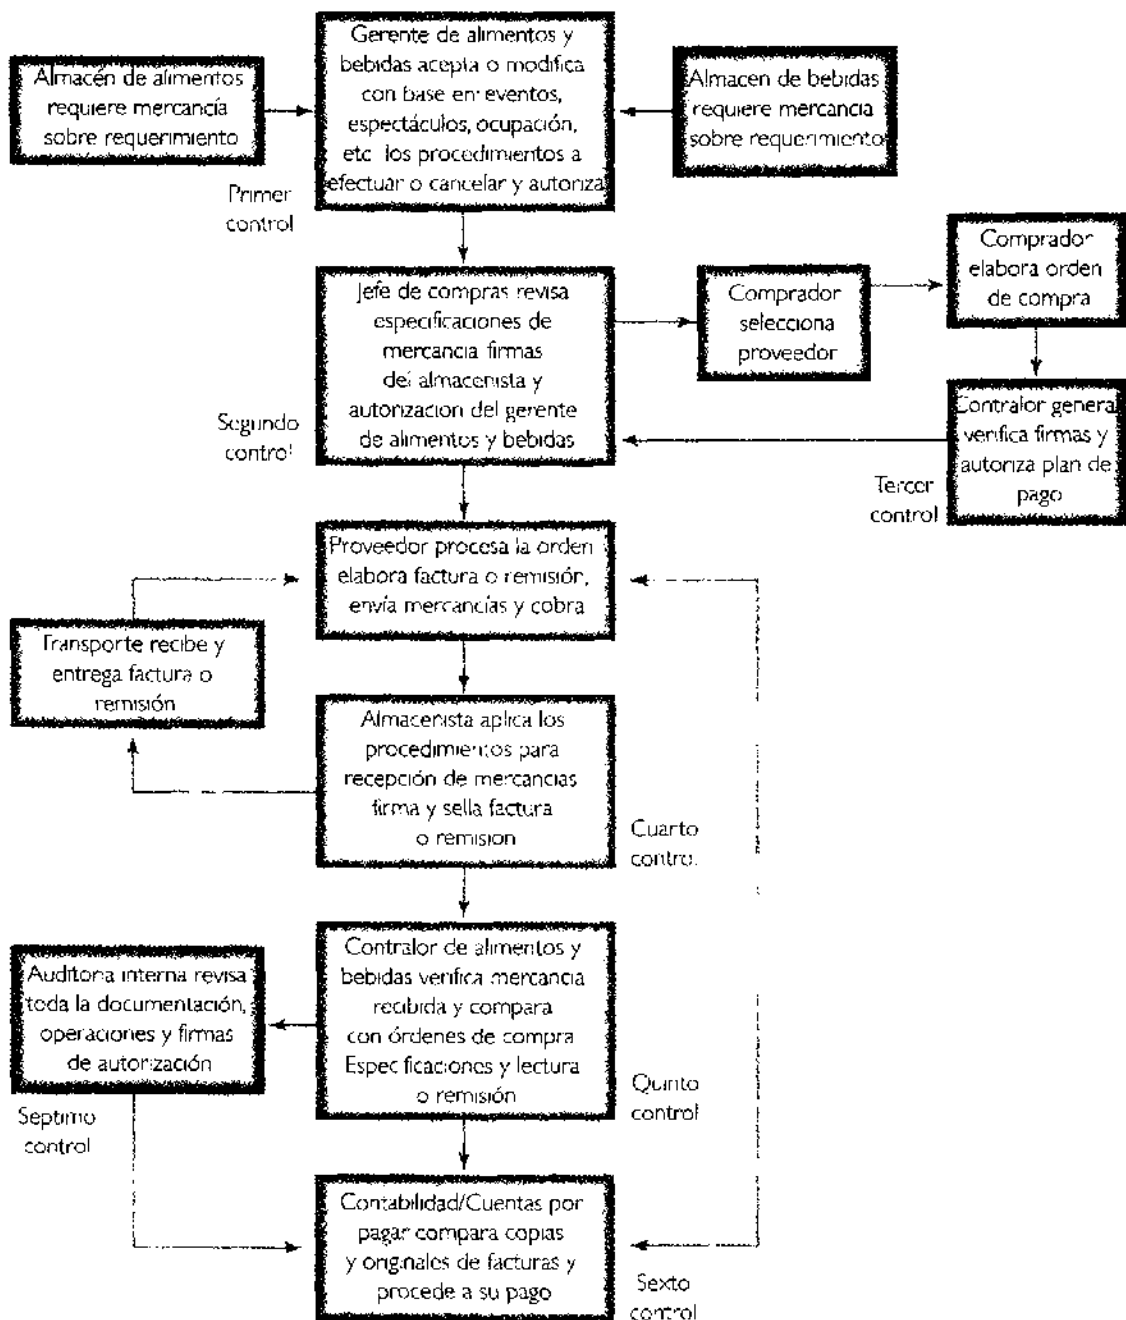 Almacén de alimentos
requiere mercancía
sobre requerimiento
Gerente de alimentos y
bebidas acepta o modifica
con base en eventos,
espectáculos, ocupación,
etc los procedimientos a
efectuar o cancelar y autoriza
Almacen de bebidas
requiere mercancia
sobre requerimiento
Primer
control
Jefe de compras revisa
especificaciones de
mercancia firmas
del almacenista y
autorizacion del gerente
de alimentos y bebidas
Segundo
control
Comprador
selecciona
proveedor
Comprador
elabora orden
de compra
Contralor genera
verifica firmas y
autoriza plan de
pago
Tercer
control
Proveedor procesa la orden
elabora factura o remisión,
envía mercancías y cobra
Transporte recibe y
entrega factura o
remisión
Almacenista aplica los
procedimientos para
recepción de mercancias
firma y sella factura
o remision
Cuarto
contro.
Contralor de alimentos y
bebidas verifica mercancia
recibida y compara
con órdenes de compra
Especificaciones y lectura
o remisión
Quinto
control
Auditoria interna revisa
toda la documentación,
operaciones y firmas
de autorización
Septimo
control
Contabilidad/Cuentas por
pagar compara copias
y originales de facturas y
procede a su pago
Sexto
control